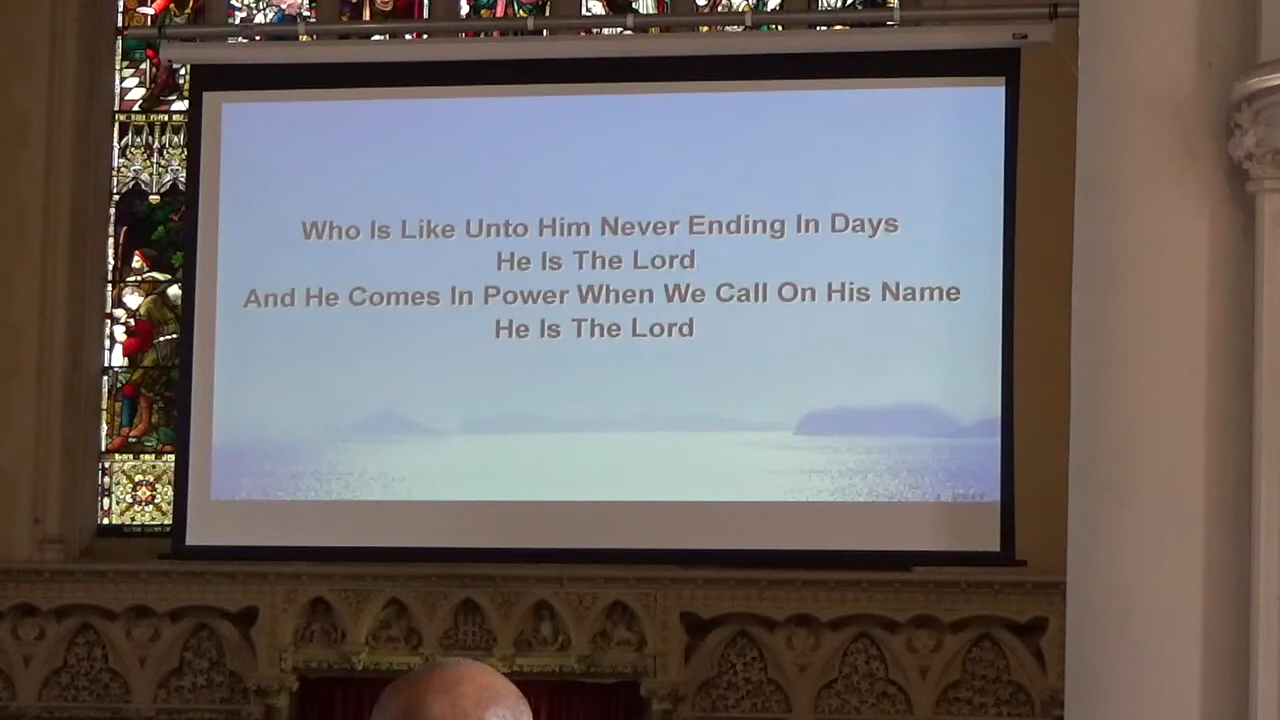 Who Is Like Unto Him Never Ending In Days
He Is The Lord
And He Comes In Power When We Call On His Name
He Is The Lord